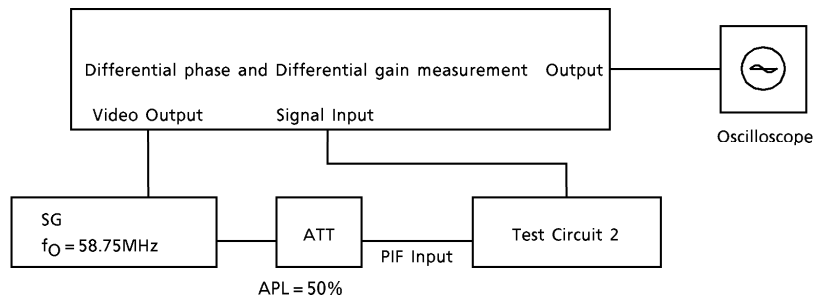 Differential phase and Differential gain measurement Output
Video Output
Signal Input
Oscilloscope
SG
fO = 58.75MHz
ATT
PIF Input
Test Circuit 2
APL = 50%